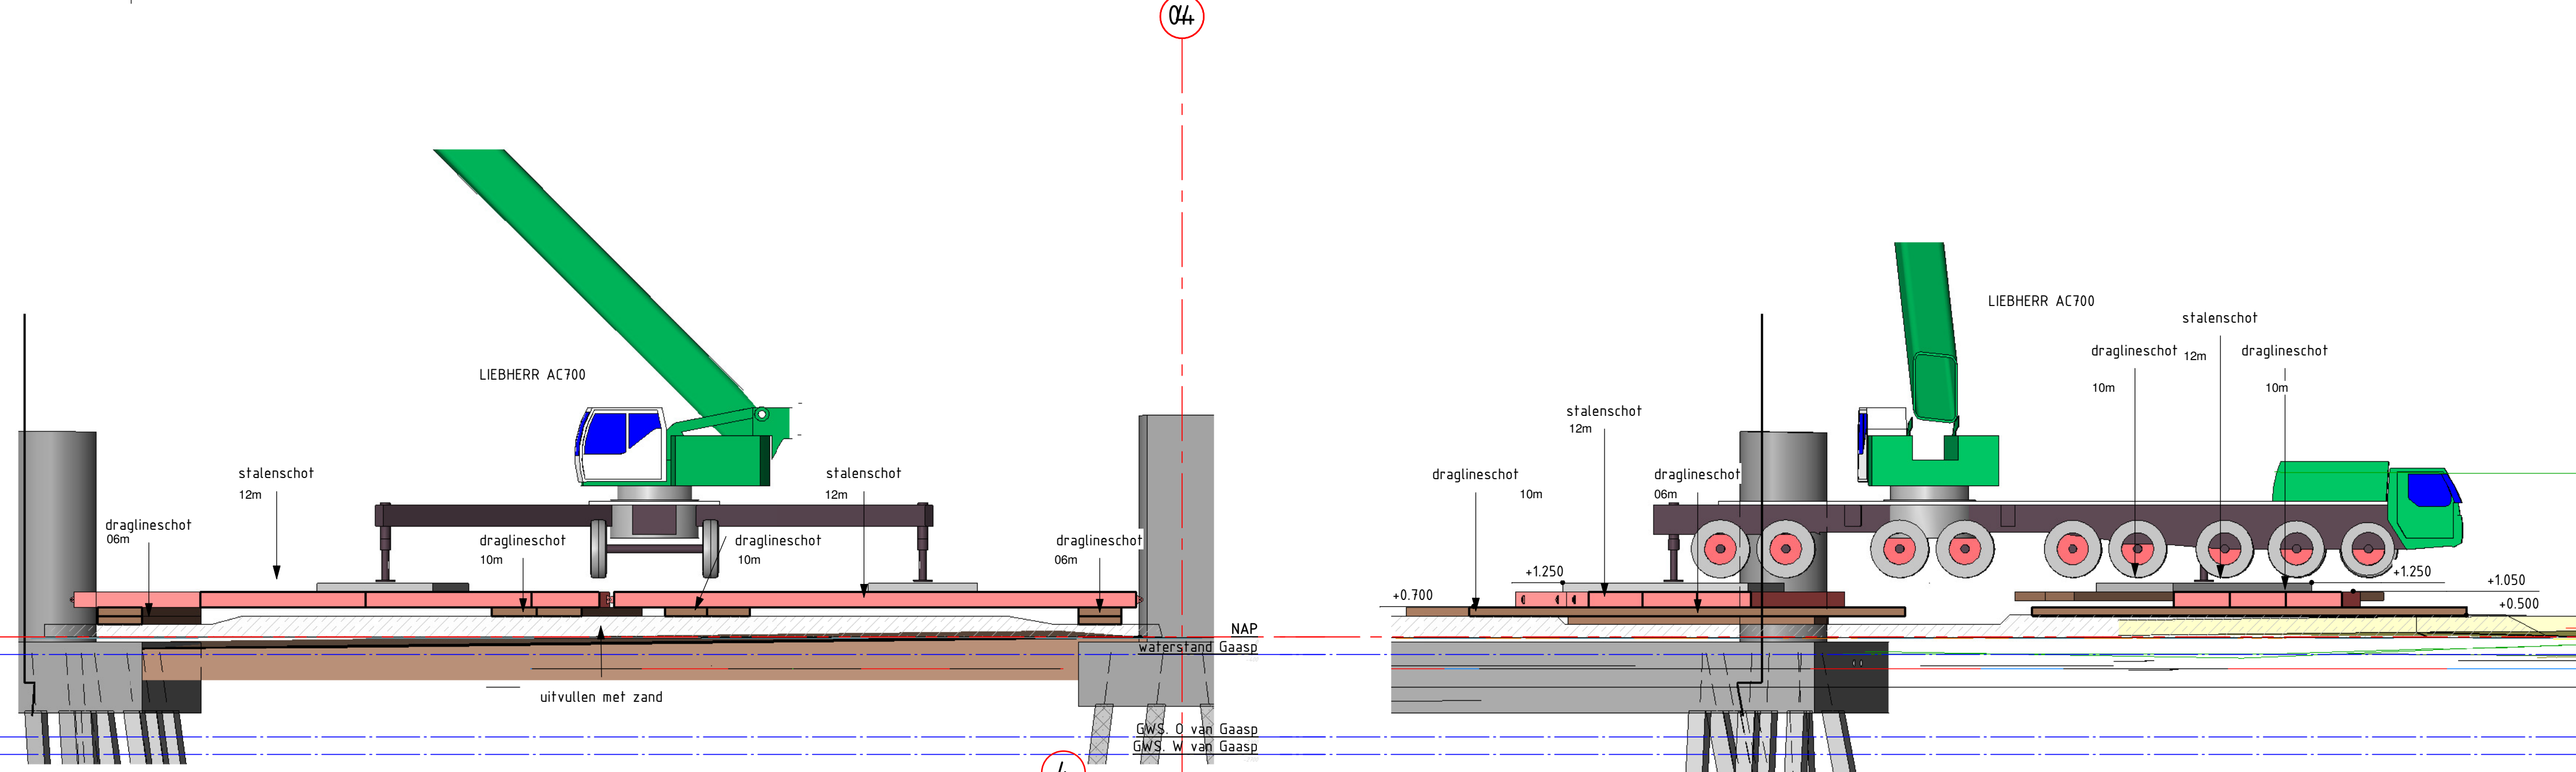 04
LIEBHERR AC700
stalenschot
12m
draglineschot
06m
draglineschot
10m
draglineschot
10m
stalenschot
12m
draglineschot
06m
uitvullen met zand
NAP
waterstand Gaasp
GWS. O van Gaasp
GWS. W van Gaasp
LIEBHERR AC700
stalenschot
12m
draglineschot
10m
draglineschot
10m
stalenschot
12m
draglineschot
10m
draglineschot
06m
+1.250
+0.700
+1.250
+1.050
+0.500